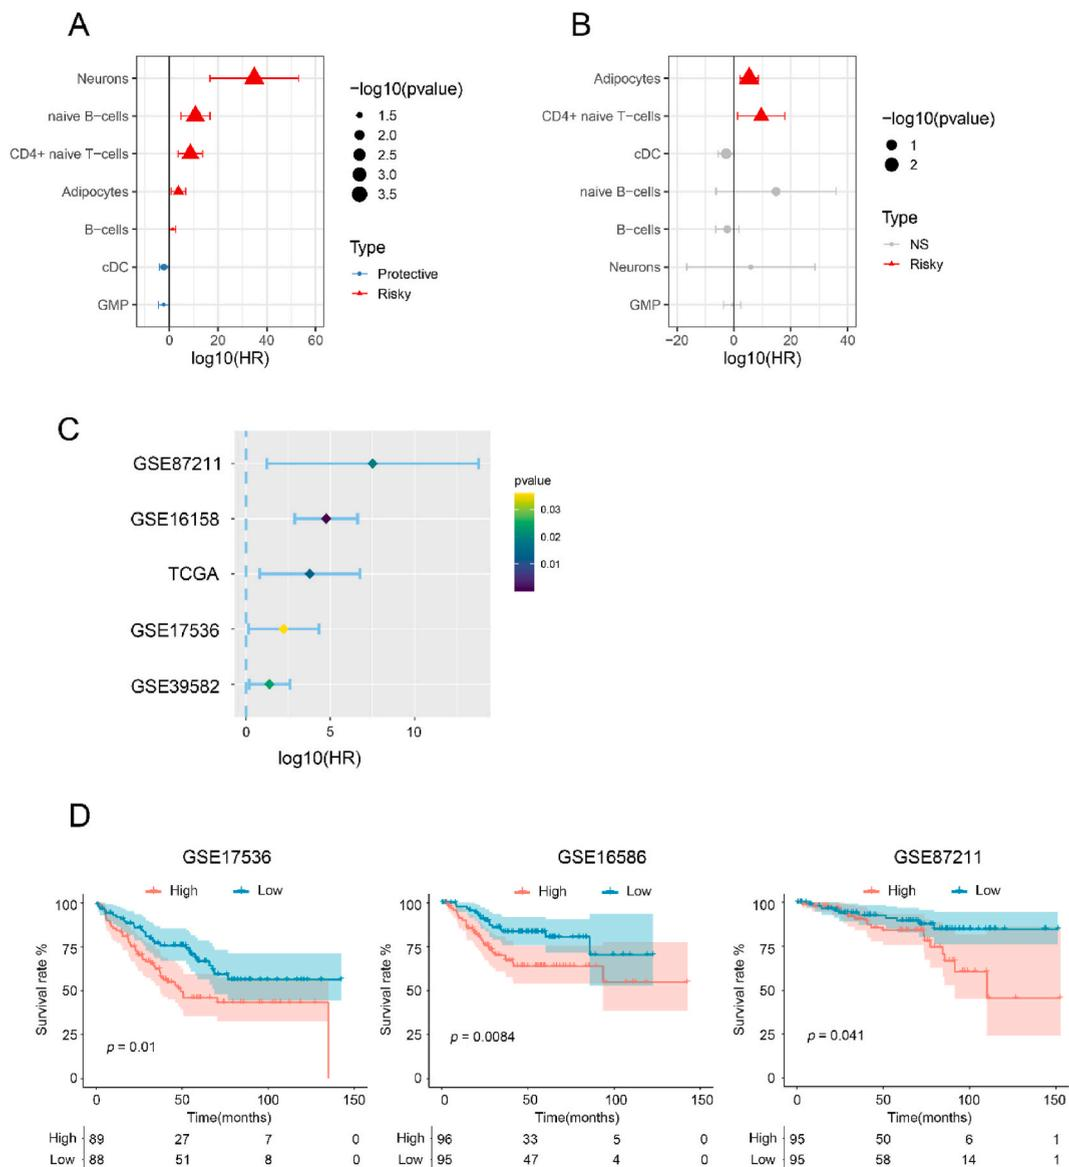 A
Neurons
naive B−cells
CD4+ naive T−cells
Adipocytes
B−cells
cDC
GMP
0 20 40 60
log10(HR)
−log10(pvalue)
1.5
2.0
2.5
3.0
3.5
Type
Protective
Risky
B
Adipocytes
CD4+ naive T−cells
cDC
naive B−cells
B−cells
Neurons
GMP
−20 0 20 40
log10(HR)
−log10(pvalue)
1
2
Type
NS
Risky
C
GSE87211
GSE16158
TCGA
GSE17536
GSE39582
0 5 10
log10(HR)
pvalue
0.03
0.02
0.01
D
GSE17536
High Low
Survival rate %
100
75
50
25
0
p = 0.01
0 50 100 150
Time(months)
High 89 27 7 0
Low 88 51 8 0
GSE16586
High Low
Survival rate %
100
75
50
25
0
p = 0.0084
0 50 100 150
Time(months)
High 96 33 5 0
Low 95 47 4 0
GSE87211
High Low
Survival rate %
100
75
50
25
0
p = 0.041
0 50 100 150
Time(months)
High 95 50 6 1
Low 95 58 14 1